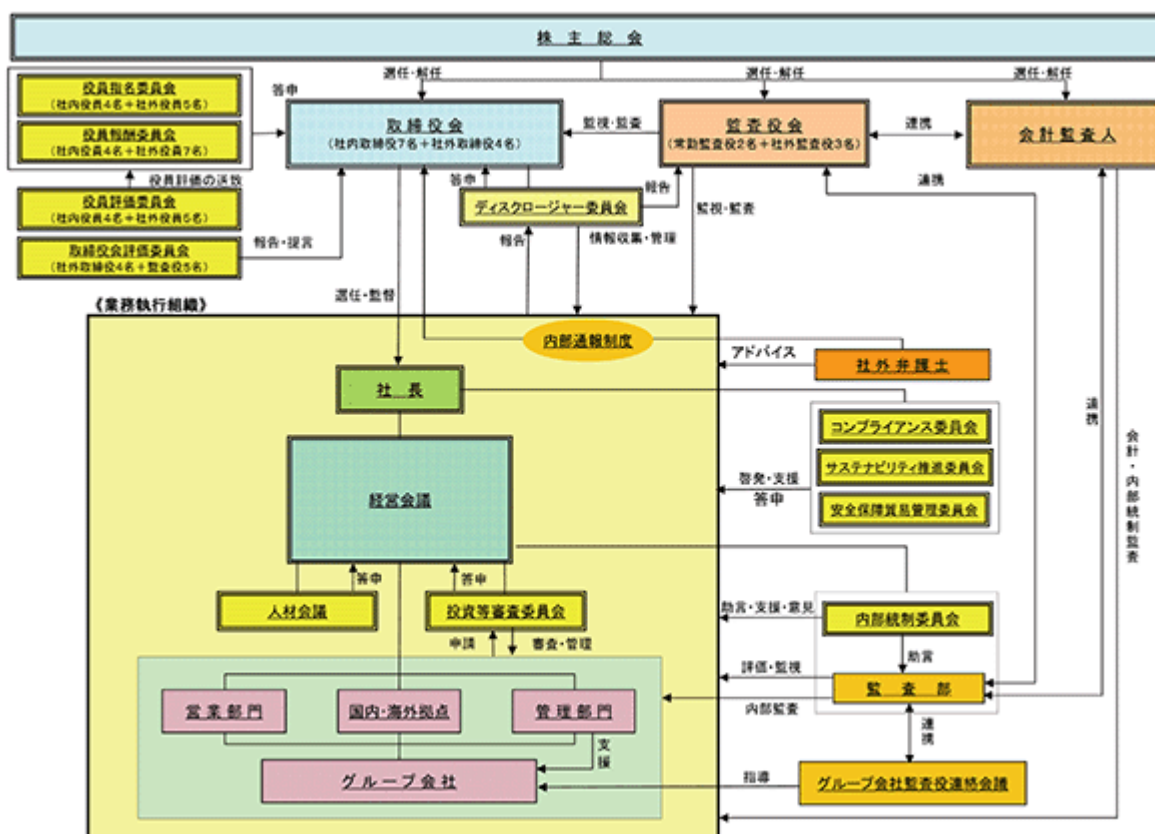 株主総会
選任・解任
選任・解任
選任・解任
役員指名委員会
(社内役員4名+社外役員5名)
役員報酬委員会
(社内役員4名+社外役員7名)
答申
取締役会
(社内取締役7名+社外取締役4名)
監視・監査
監査役会
(常勤監査役2名+社外監査役3名)
連携
会計監査人
役員評価の送致
役員評価委員会
(社内役員4名+社外役員5名)
取締役会評価委員会
(社外取締役4名+監査役5名)
報告・提言
答申
ディスクロージャー委員会
報告
報告
情報収集・管理
監視・監査
連携
選任・監督
《業務執行組織》
内部通報制度
アドバイス
社外弁護士
社長
コンプライアンス委員会
サステナビリティ推進委員会
安全保障貿易管理委員会
啓発・支援
答申
連携
会計・内部統制監査
経営会議
答申
答申
人材会議
投資等審査委員会
申請
審査・管理
助言・支援・意見
内部統制委員会
助言
評価・監視
監査部
内部監査
営業部門
国内・海外拠点
管理部門
支援
連携
グループ会社
指導
グループ会社監査役連絡会議